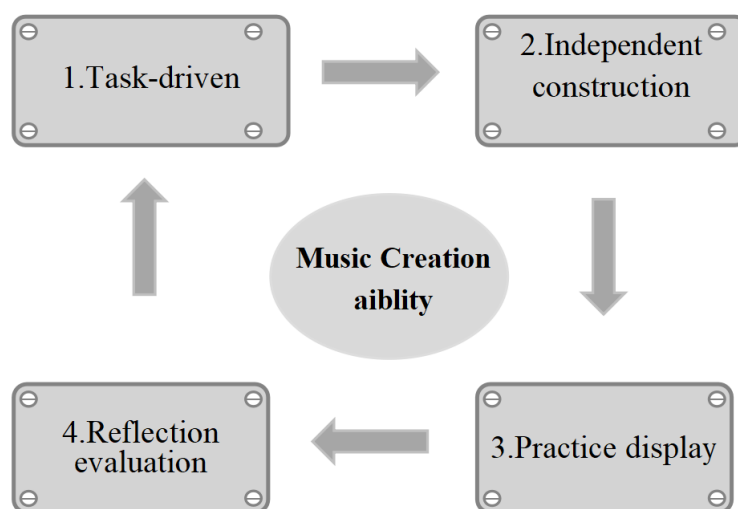 1.Task-driven
2.Independent
construction
Music Creation
aiblity
4.Reflection
evaluation
3.Practice display